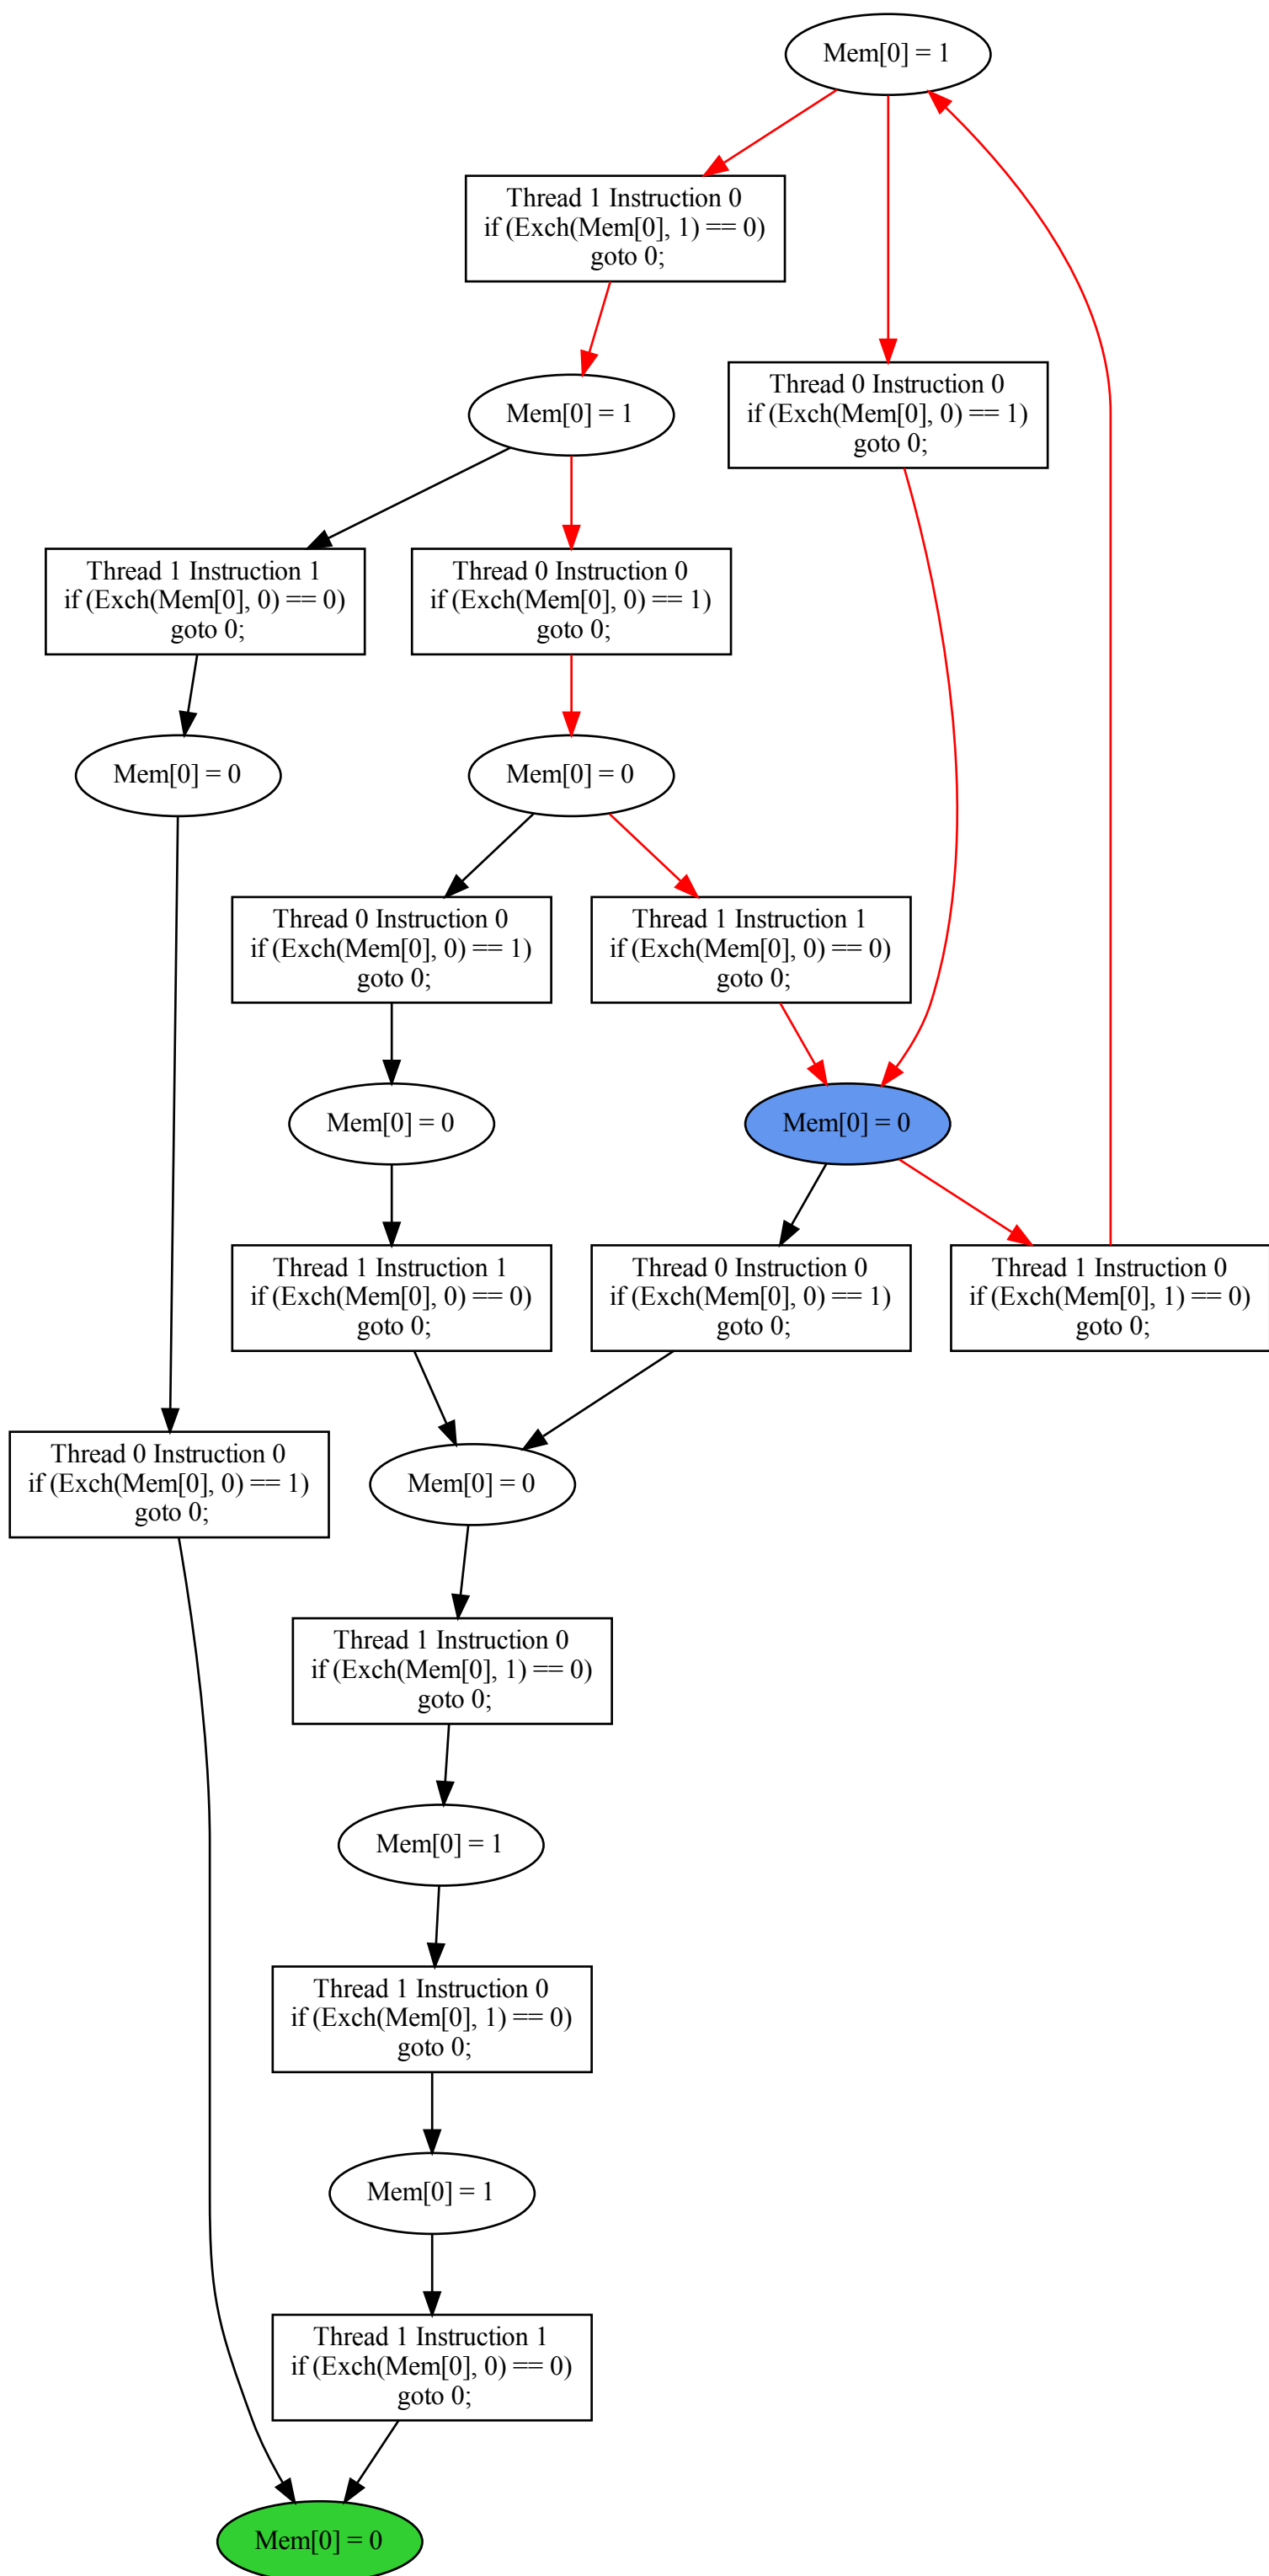 Mem[0] = 1
Thread 1 Instruction 0
if (Exch(Mem[0], 1) == 0)
goto 0;
Thread 0 Instruction 0
if (Exch(Mem[0], 0) == 1)
goto 0;
Mem[0] = 1
Thread 1 Instruction 1
if (Exch(Mem[0], 0) == 0)
goto 0;
Thread 0 Instruction 0
if (Exch(Mem[0], 0) == 1)
goto 0;
Mem[0] = 0
Mem[0] = 0
Thread 0 Instruction 0
if (Exch(Mem[0], 0) == 1)
goto 0;
Thread 1 Instruction 1
if (Exch(Mem[0], 0) == 0)
goto 0;
Mem[0] = 0
Mem[0] = 0
Thread 1 Instruction 1
if (Exch(Mem[0], 0) == 0)
goto 0;
Thread 0 Instruction 0
if (Exch(Mem[0], 0) == 1)
goto 0;
Thread 1 Instruction 0
if (Exch(Mem[0], 1) == 0)
goto 0;
Thread 0 Instruction 0
if (Exch(Mem[0], 0) == 1)
goto 0;
Mem[0] = 0
Thread 1 Instruction 0
if (Exch(Mem[0], 1) == 0)
goto 0;
Mem[0] = 1
Thread 1 Instruction 0
if (Exch(Mem[0], 1) == 0)
goto 0;
Mem[0] = 1
Thread 1 Instruction 1
if (Exch(Mem[0], 0) == 0)
goto 0;
Mem[0] = 0